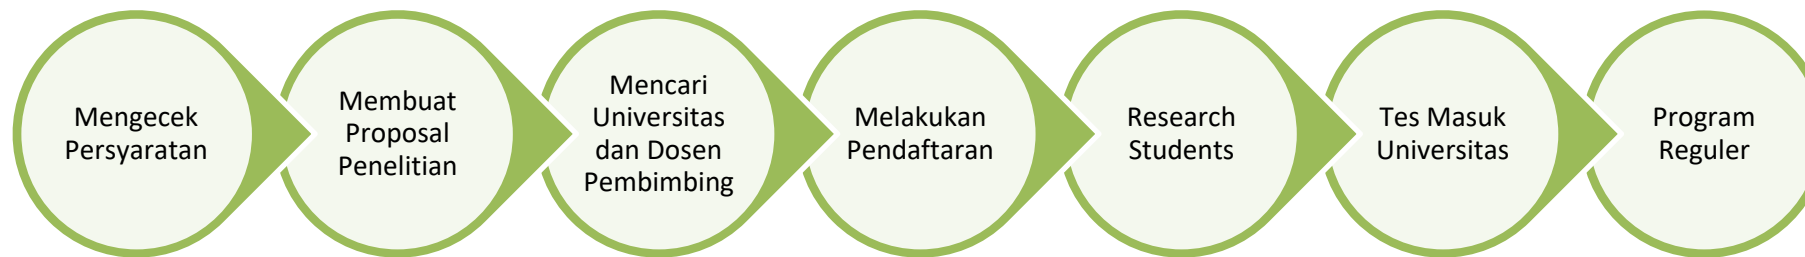 Mengecek
Persyaratan
Membuat
Proposal
Penelitian
Mencari
Universitas
dan Dosen
Pembimbing
Melakukan
Pendaftaran
Research
Students
Tes Masuk
Universitas
Program
Reguler